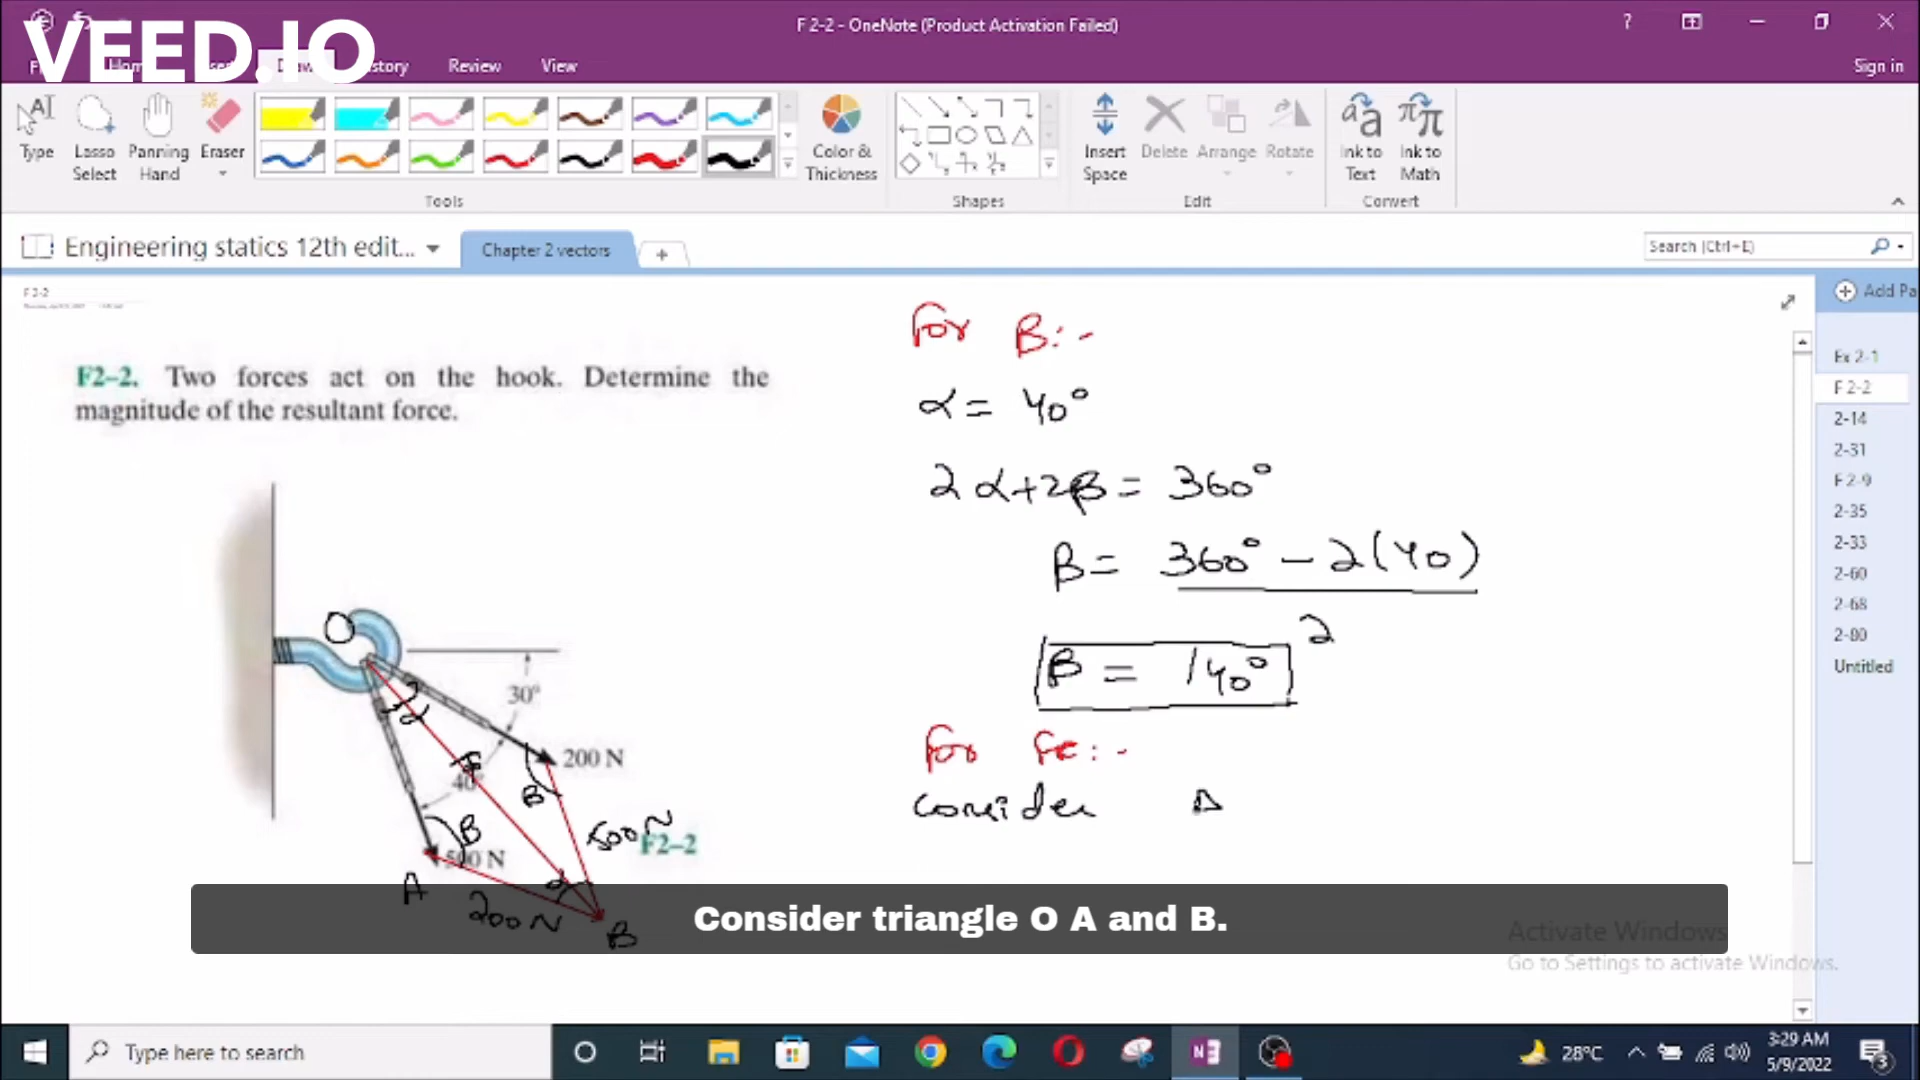 F 2-2 - OneNote (Product Activation Failed)
VEED.IO
Review
View
Sign in
Type
Lasso Select
Panning Hand
Eraser
Color & Thickness
Insert Space
Delete
Arrange
Rotate
Ink to Text
Ink to Math
Tools
Shapes
Edit
Convert
Engineering statics 12th edit...
Chapter 2 vectors
Search (Ctrl+E)
F 2-2
Add Pa
Ex 2-1
F 2-2
2-14
2-31
F 2-9
2-35
2-33
2-60
2-68
2-80
Untitled
F2–2. Two forces act on the hook. Determine the
magnitude of the resultant force.
O
30°
α
200 N
F
40°
B
B
500 N
500N
F2–2
A
α
200N
B
For B:-
α = 40°
2α+2B = 360°
B = 360° - 2(40)
2
B = 140°
For
consider Δ
Consider triangle O A and B.
Activate Windows
Go to Settings to activate Windows.
Type here to search
28°C
3:29 AM
5/9/2022
3